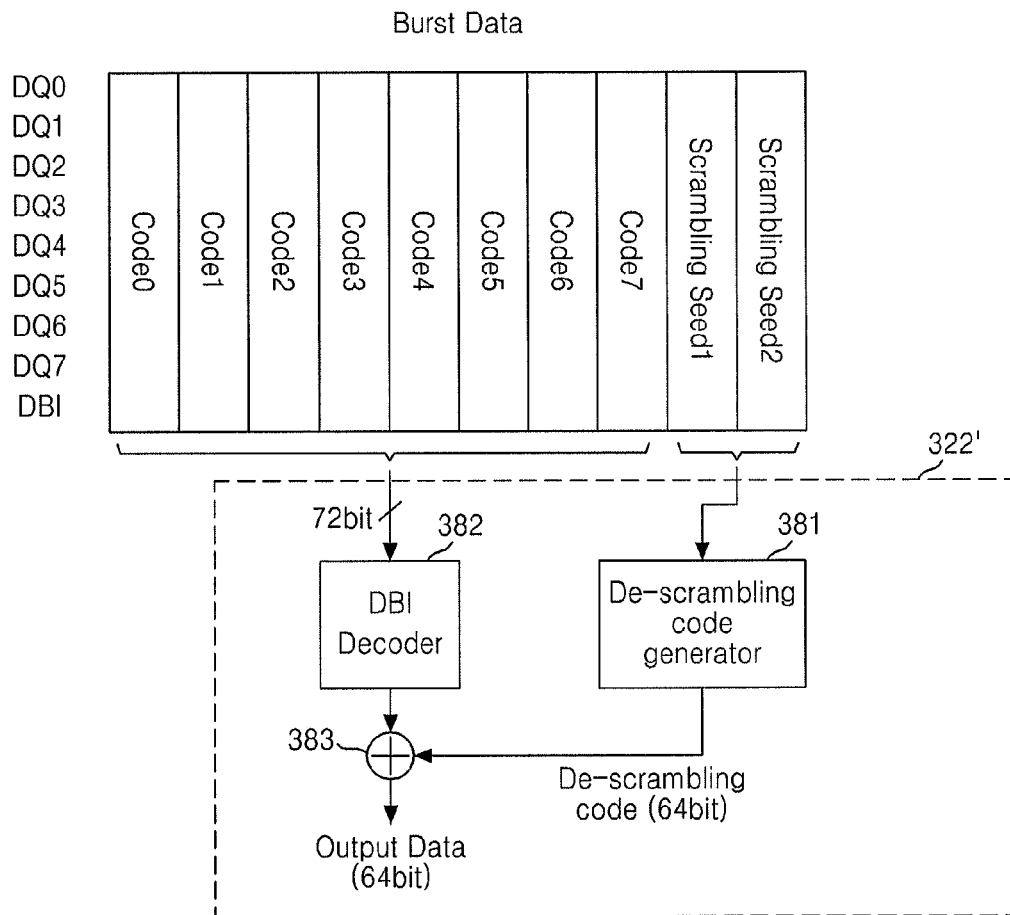 Burst Data
DQ0
DQ1
DQ2
DQ3
DQ4
DQ5
DQ6
DQ7
DBI
Code0
Code1
Code2
Code3
Code4
Code5
Code6
Code7
Scrambling Seed1
Scrambling Seed2
322'
72bit
382
381
DBI
Decoder
De-scrambling
code
generator
383
De-scrambling
code (64bit)
Output Data
(64bit)